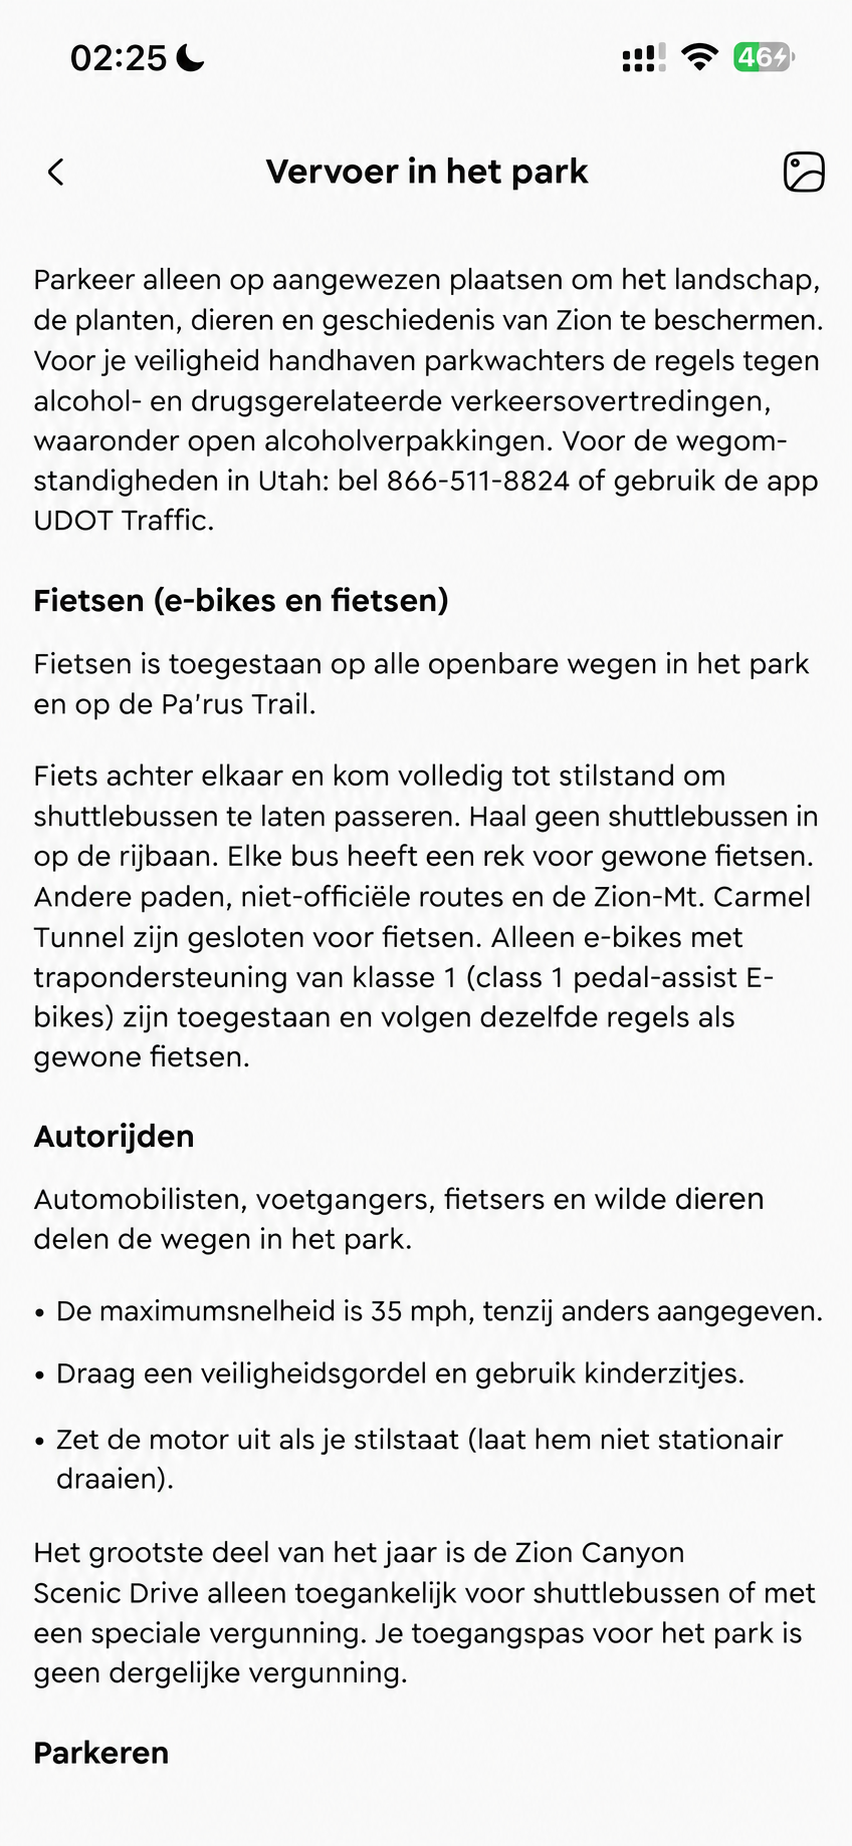 02:25
46
Vervoer in het park
Parkeer alleen op aangewezen plaatsen om het landschap,
de planten, dieren en geschiedenis van Zion te beschermen.
Voor je veiligheid handhaven parkwachters de regels tegen
alcohol- en drugsgerelateerde verkeersovertredingen,
waaronder open alcoholverpakkingen. Voor de wegom-
standigheden in Utah: bel 866-511-8824 of gebruik de app
UDOT Traffic.
Fietsen (e-bikes en fietsen)
Fietsen is toegestaan op alle openbare wegen in het park
en op de Pa'rus Trail.
Fiets achter elkaar en kom volledig tot stilstand om
shuttlebussen te laten passeren. Haal geen shuttlebussen in
op de rijbaan. Elke bus heeft een rek voor gewone fietsen.
Andere paden, niet-officiële routes en de Zion-Mt. Carmel
Tunnel zijn gesloten voor fietsen. Alleen e-bikes met
trapondersteuning van klasse 1 (class 1 pedal-assist E-
bikes) zijn toegestaan en volgen dezelfde regels als
gewone fietsen.
Autorijden
Automobilisten, voetgangers, fietsers en wilde dieren
delen de wegen in het park.
• De maximumsnelheid is 35 mph, tenzij anders aangegeven.
• Draag een veiligheidsgordel en gebruik kinderzitjes.
• Zet de motor uit als je stilstaat (laat hem niet stationair
draaien).
Het grootste deel van het jaar is de Zion Canyon
Scenic Drive alleen toegankelijk voor shuttlebussen of met
een speciale vergunning. Je toegangspas voor het park is
geen dergelijke vergunning.
Parkeren